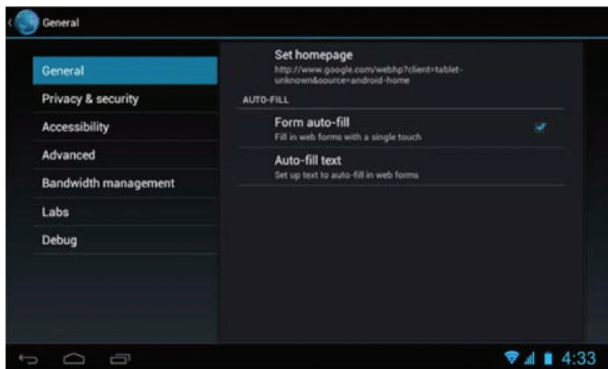 General
General
Privacy & security
Accessibility
Advanced
Bandwidth management
Labs
Debug
Set homepage
http://www.google.com/webhp?client=tablet-
unknown&source=android-home
AUTO-FILL
Form auto-fill
Fill in web forms with a single touch
Auto-fill text
Set up text to auto-fill in web forms
4:33